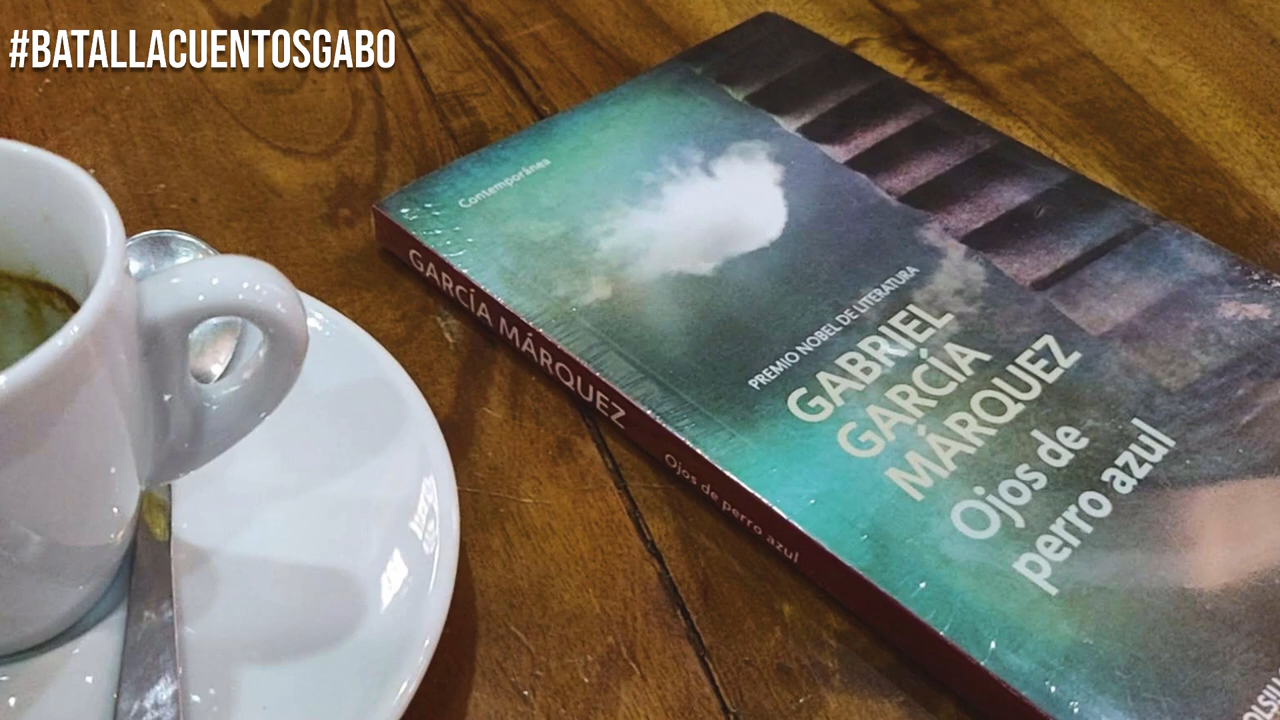 #BATALLACUENTOSGABO
Contemporánea
PREMIO NOBEL DE LITERATURA
GABRIEL
GARCÍA
MÁRQUEZ
Ojos de
perro azul
GARCÍA MÁRQUEZ
Ojos de perro azul